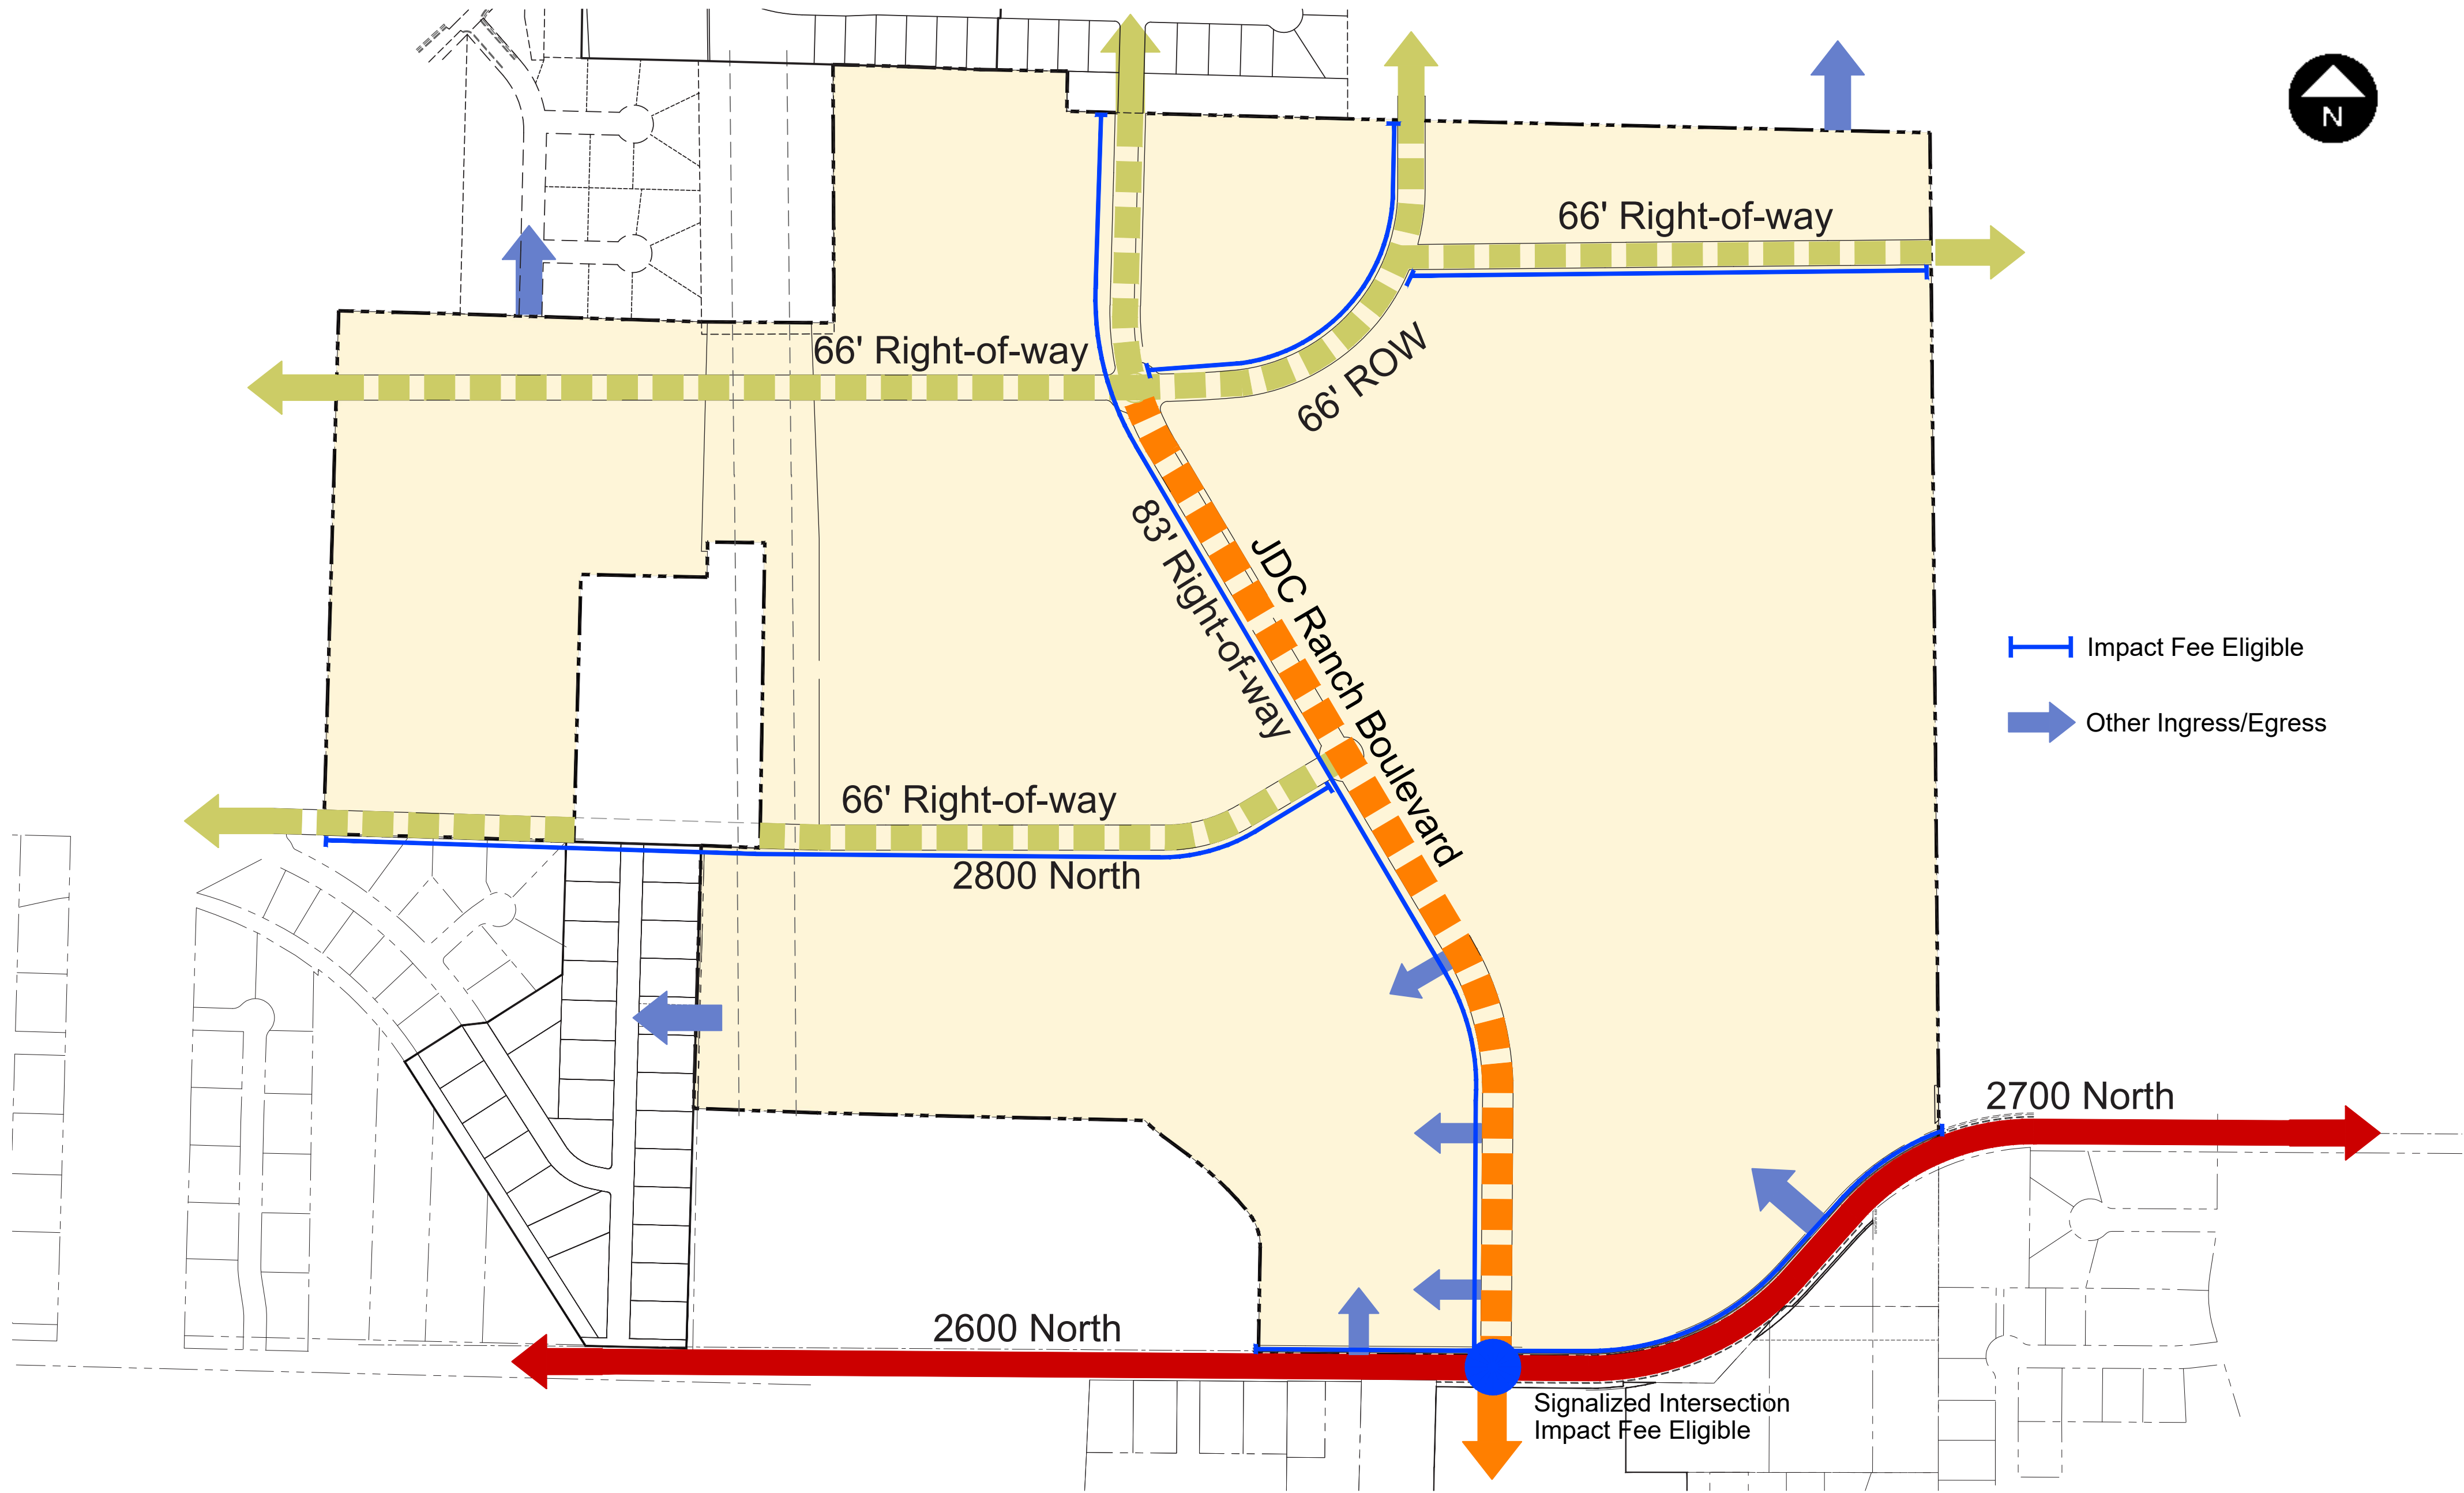 N
66' Right-of-way
66' Right-of-way
66' ROW
83' Right-of-way
JDC Ranch Boulevard
Impact Fee Eligible
Other Ingress/Egress
66' Right-of-way
2800 North
2700 North
2600 North
Signalized Intersection
Impact Fee Eligible